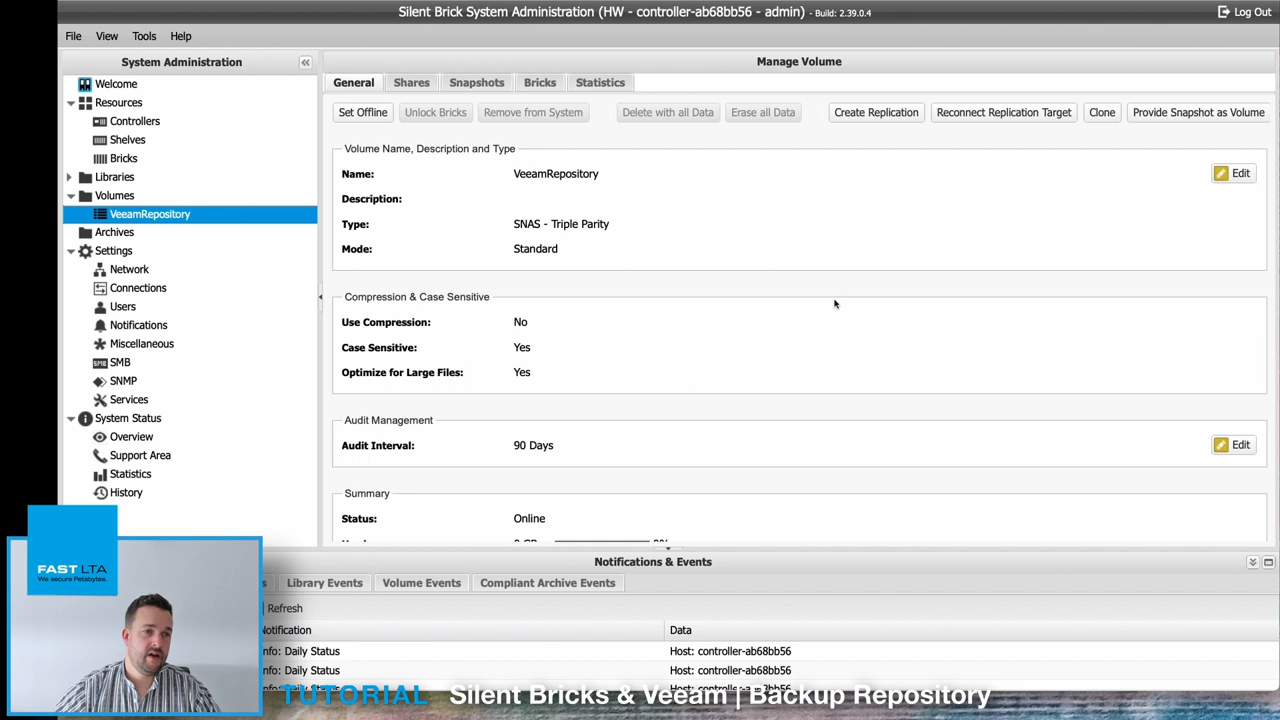 Silent Brick System Administration (HW - controller-ab68bb56 - admin) - Build: 2.39.0.4
Log Out
File View Tools Help
System Administration
Welcome
Resources
Controllers
Shelves
Bricks
Libraries
Volumes
VeeamRepository
Archives
Settings
Network
Connections
Users
Notifications
Miscellaneous
SMB
SNMP
Services
System Status
Overview
Support Area
Statistics
History
Manage Volume
General Shares Snapshots Bricks Statistics
Set Offline Unlock Bricks Remove from System Delete with all Data Erase all Data Create Replication Reconnect Replication Target Clone Provide Snapshot as Volume
Volume Name, Description and Type
Name: VeeamRepository Edit
Description:
Type: SNAS - Triple Parity
Mode: Standard
Compression & Case Sensitive
Use Compression: No
Case Sensitive: Yes
Optimize for Large Files: Yes
Audit Management
Audit Interval: 90 Days Edit
Summary
Status: Online
Notifications & Events
Library Events Volume Events Compliant Archive Events
Refresh
Notification Data
Info: Daily Status Host: controller-ab68bb56
Info: Daily Status Host: controller-ab68bb56
FAST LTA
We secure Petabytes.
TUTORIAL Silent Bricks & Veeam | Backup Repository